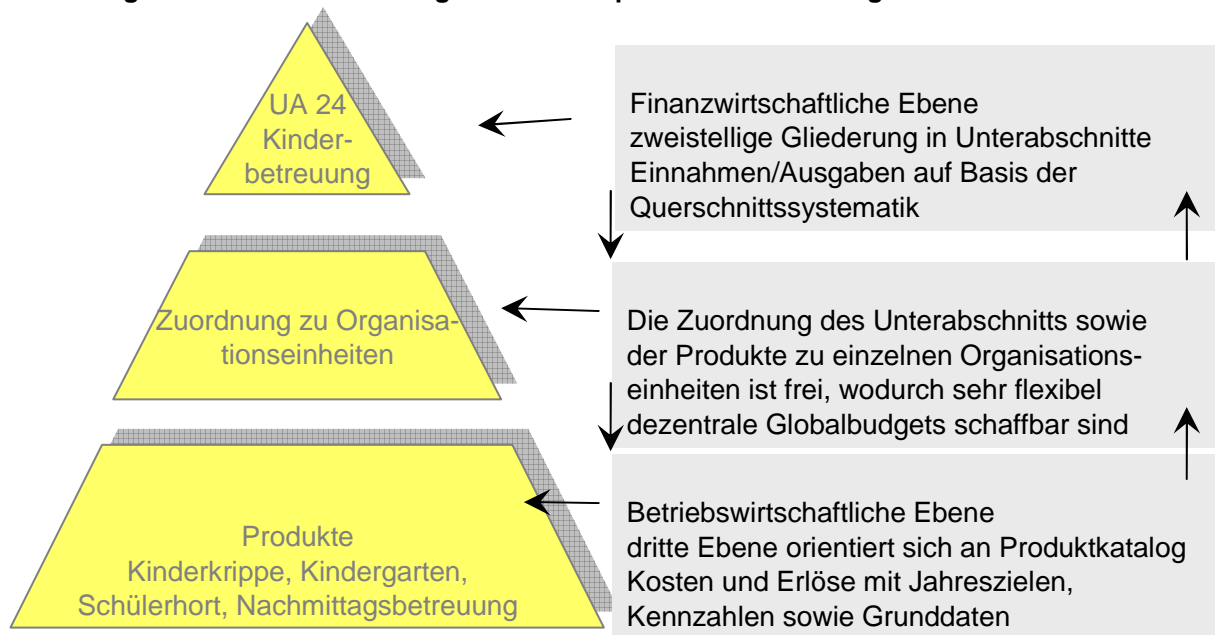 UA 24
Kinder-
betreuung
Finanzwirtschaftliche Ebene
zweistellige Gliederung in Unterabschnitte
Einnahmen/Ausgaben auf Basis der
Querschnittssystematik
Zuordnung zu Organisa-
tionseinheiten
Die Zuordnung des Unterabschnitts sowie
der Produkte zu einzelnen Organisations-
einheiten ist frei, wodurch sehr flexibel
dezentrale Globalbudgets schaffbar sind
Produkte
Kinderkrippe, Kindergarten,
Schülerhort, Nachmittagsbetreuung
Betriebswirtschaftliche Ebene
dritte Ebene orientiert sich an Produktkatalog
Kosten und Erlöse mit Jahreszielen,
Kennzahlen sowie Grunddaten